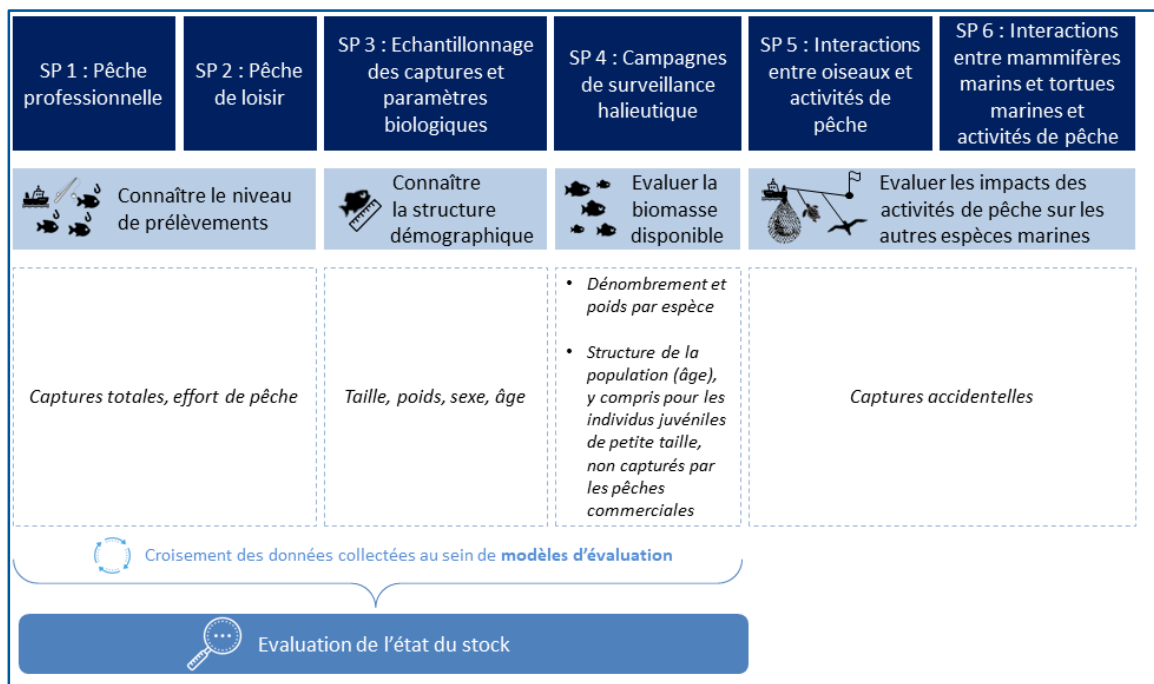 SP 1 : Pêche
professionnelle
SP 2 : Pêche
de loisir
SP 3 : Echantillonnage
des captures et
paramètres
biologiques
SP 4 : Campagnes
de surveillance
halieutique
SP 5 : Interactions
entre oiseaux et
activités de
pêche
SP 6 : Interactions
entre mammifères
marins et tortues
marines et
activités de pêche
Connaître le niveau
de prélèvements
Connaître
la structure
démographique
Evaluer la
biomasse
disponible
Evaluer les impacts des
activités de pêche sur les
autres espèces marines
Captures totales, effort de pêche
Taille, poids, sexe, âge
• Dénombrement et
poids par espèce
• Structure de la
population (âge),
y compris pour les
individus juvéniles
de petite taille,
non capturés par
les pêches
commerciales
Captures accidentelles
Croisement des données collectées au sein de modèles d’évaluation
Evaluation de l’état du stock